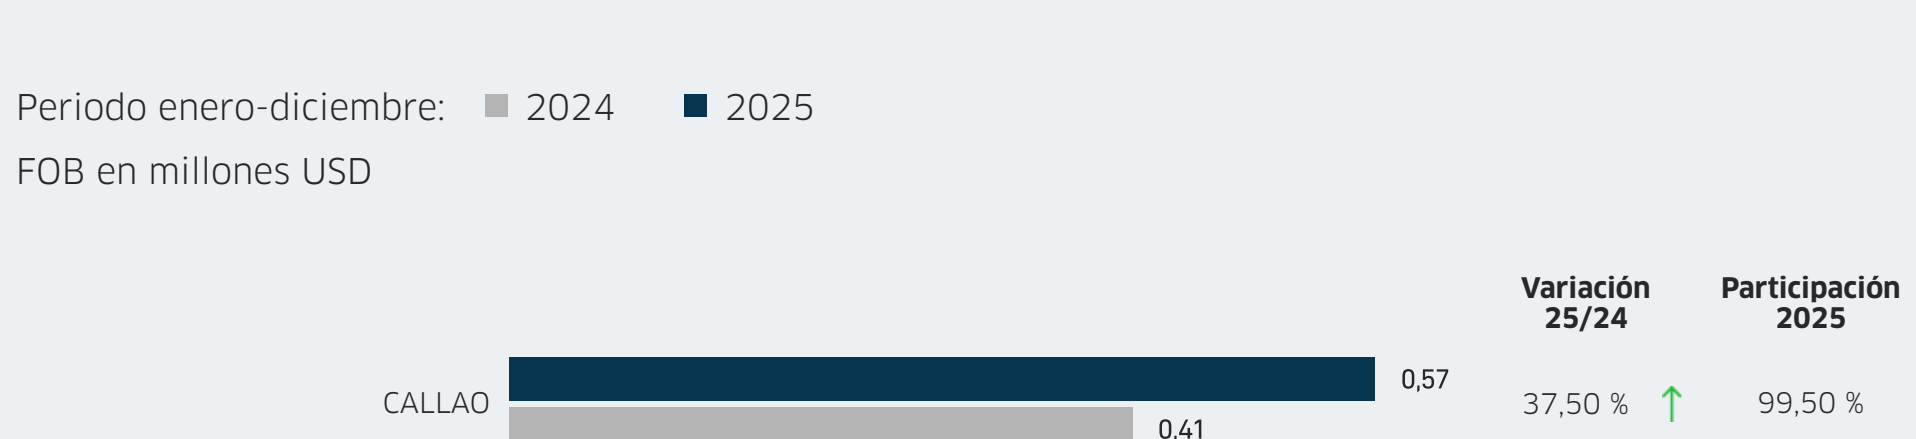 Periodo enero-diciembre: 2024 2025
FOB en millones USD
Variación Participación
25/24 2025
0,57
CALLAO 37,50 % ↑ 99,50 %
0,41